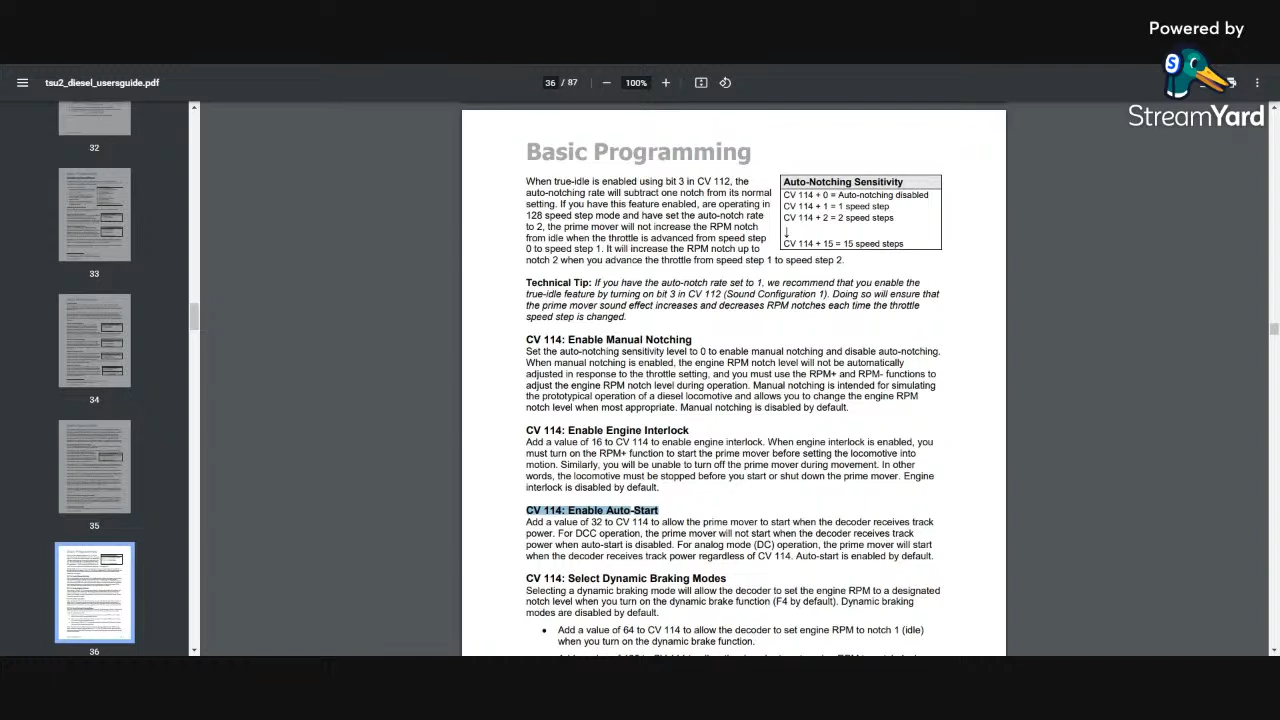 Powered by
StreamYard
tsu2_diesel_usersguide.pdf
36 / 87
100%
32
33
34
35
36
Basic Programming
When true-idle is enabled using bit 3 in CV 112, the
auto-notching rate will subtract one notch from its normal
setting. If you have this feature enabled, are operating in
128 speed step mode and have set the auto-notch rate
to 2, the prime mover will not increase the RPM notch
from idle when the throttle is advanced from speed step
0 to speed step 1. It will increase the RPM notch up to
notch 2 when you advance the throttle from speed step 1 to speed step 2.
Auto-Notching Sensitivity
CV 114 + 0 = Auto-notching disabled
CV 114 + 1 = 1 speed step
CV 114 + 2 = 2 speed steps
↓
CV 114 + 15 = 15 speed steps
Technical Tip: If you have the auto-notch rate set to 1, we recommend that you enable the
true-idle feature by turning on bit 3 in CV 112 (Sound Configuration 1). Doing so will ensure that
the prime mover sound effect increases and decreases RPM notches each time the throttle
speed step is changed.
CV 114: Enable Manual Notching
Set the auto-notching sensitivity level to 0 to enable manual notching and disable auto-notching.
When manual notching is enabled, the engine RPM notch level will not be automatically
adjusted in response to the throttle setting, and you must use the RPM+ and RPM- functions to
adjust the engine RPM notch level during operation. Manual notching is intended for simulating
the prototypical operation of a diesel locomotive and allows you to change the engine RPM
notch level when most appropriate. Manual notching is disabled by default.
CV 114: Enable Engine Interlock
Add a value of 16 to CV 114 to enable engine interlock. When engine interlock is enabled, you
must turn on the RPM+ function to start the prime mover before setting the locomotive into
motion. Similarly, you will be unable to turn off the prime mover during movement. In other
words, the locomotive must be stopped before you start or shut down the prime mover. Engine
interlock is disabled by default.
CV 114: Enable Auto-Start
Add a value of 32 to CV 114 to allow the prime mover to start when the decoder receives track
power. For DCC operation, the prime mover will not start when the decoder receives track
power when auto-start is disabled. For analog mode (DC) operation, the prime mover will start
when the decoder receives track power regardless of CV 114. Auto-start is enabled by default.
CV 114: Select Dynamic Braking Modes
Selecting a dynamic braking mode will allow the decoder to set the engine RPM to a designated
notch level when you turn on the dynamic brake function (F4 by default). Dynamic braking
modes are disabled by default.
• Add a value of 64 to CV 114 to allow the decoder to set engine RPM to notch 1 (idle)
when you turn on the dynamic brake function.